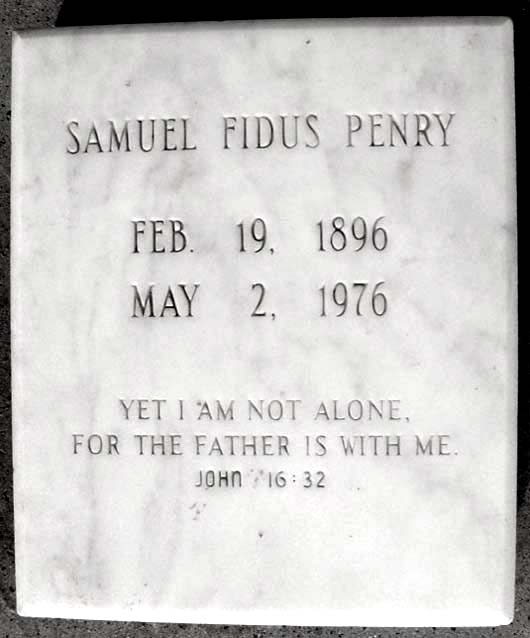 SAMUEL FIDUS PENRY
FEB. 19, 1896
MAY 2, 1976
YET I AM NOT ALONE,
FOR THE FATHER IS WITH ME.
JOHN 16:32